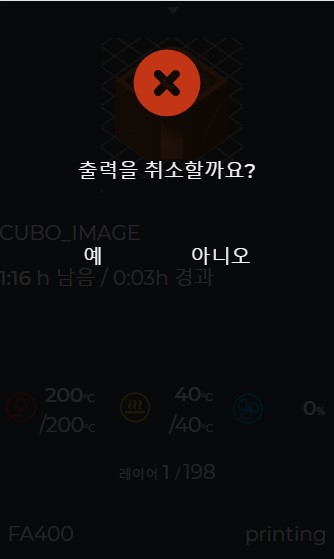 출력을 취소할까요?
CUBO_IMAGE
예 아니오
1:16 h 남음 / 0:03h 경과
200°C 40°C 0%
/200°C /40°C
레이어 1 / 198
FA400 printing